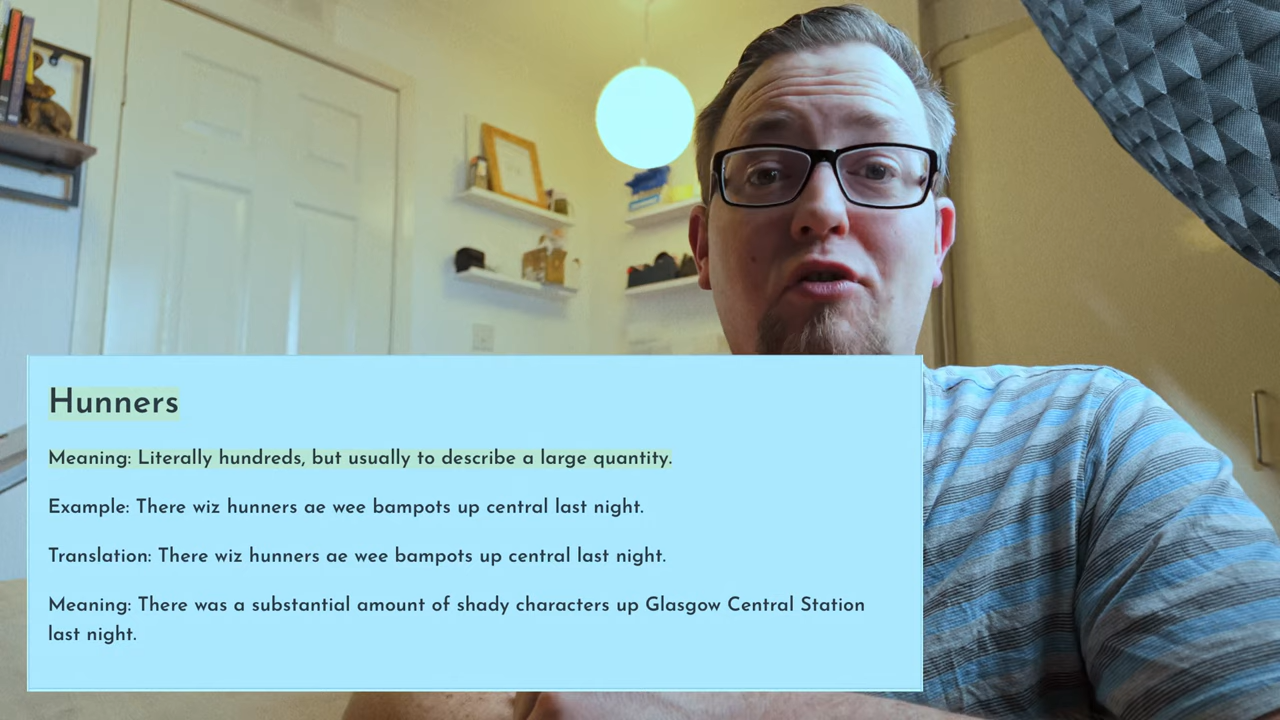 Hunners
Meaning: Literally hundreds, but usually to describe a large quantity.
Example: There wiz hunners ae wee bampots up central last night.
Translation: There wiz hunners ae wee bampots up central last night.
Meaning: There was a substantial amount of shady characters up Glasgow Central Station
last night.